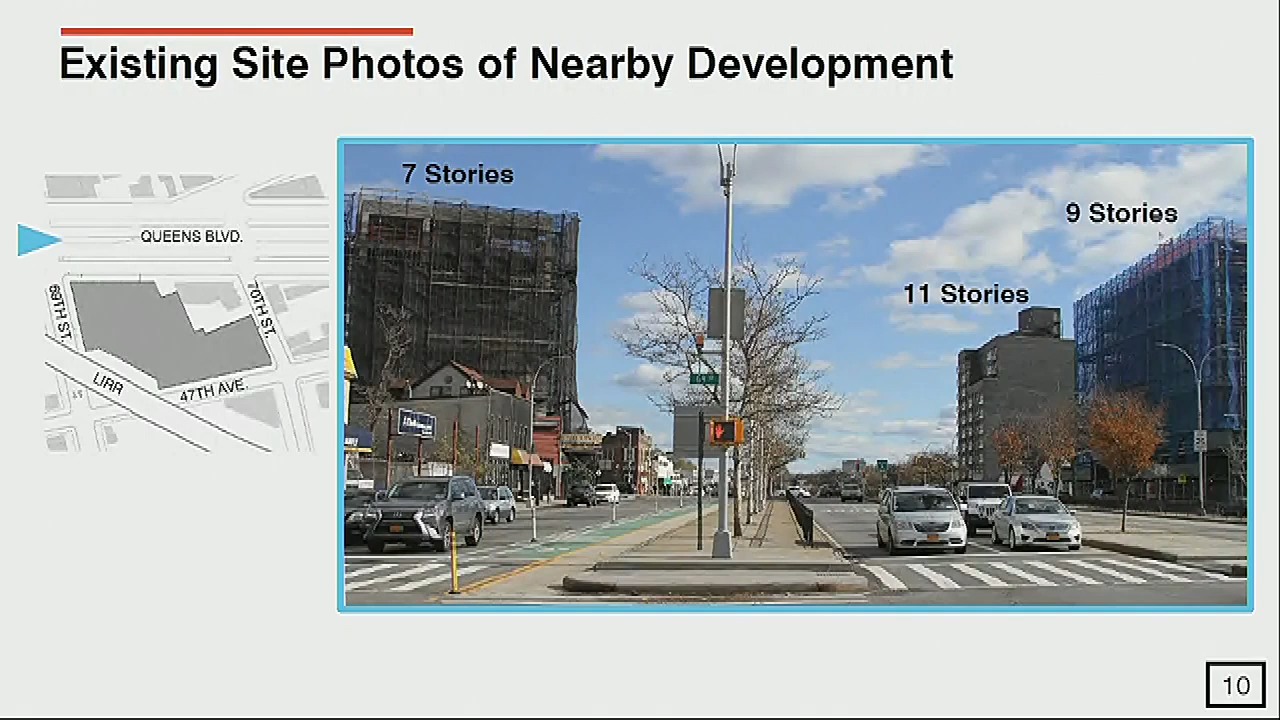 Existing Site Photos of Nearby Development
7 Stories
9 Stories
11 Stories
QUEENS BLVD.
69TH ST.
70TH ST.
LIRR
47TH AVE.
10